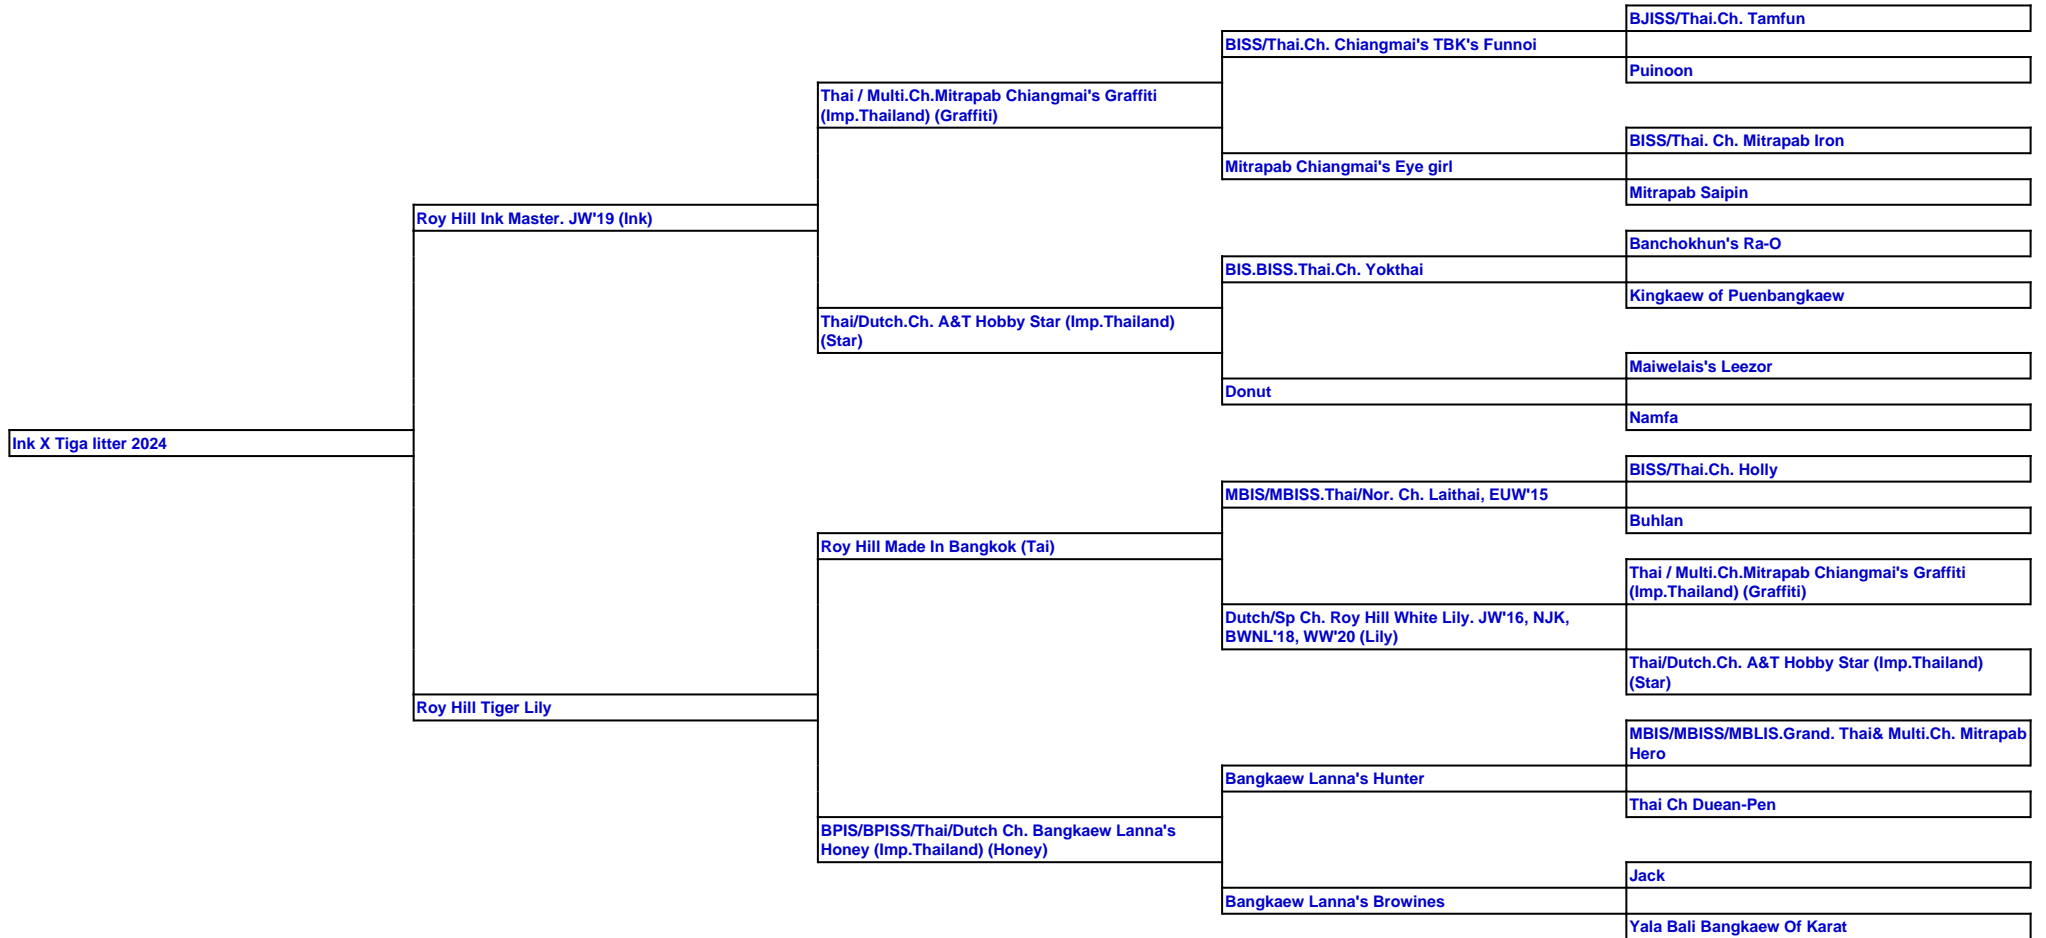 BJISS/Thai.Ch. Tamfun
BISS/Thai.Ch. Chiangmai's TBK's Funnoi
Puinoon
Thai / Multi.Ch.Mitrapab Chiangmai's Graffiti
(Imp.Thailand) (Graffiti)
BISS/Thai. Ch. Mitrapab Iron
Mitrapab Chiangmai's Eye girl
Mitrapab Saipin
Roy Hill Ink Master. JW'19 (Ink)
Banchokhun's Ra-O
BIS.BISS.Thai.Ch. Yokthai
Kingkaew of Puenbangkaew
Thai/Dutch.Ch. A&T Hobby Star (Imp.Thailand)
(Star)
Maiwelais's Leezor
Donut
Namfa
Ink X Tiga litter 2024
BISS/Thai.Ch. Holly
MBIS/MBISS.Thai/Nor. Ch. Laithai, EUW'15
Buhlan
Roy Hill Made In Bangkok (Tai)
Thai / Multi.Ch.Mitrapab Chiangmai's Graffiti
(Imp.Thailand) (Graffiti)
Dutch/Sp Ch. Roy Hill White Lily. JW'16, NJK,
BWNL'18, WW'20 (Lily)
Thai/Dutch.Ch. A&T Hobby Star (Imp.Thailand)
(Star)
Roy Hill Tiger Lily
MBIS/MBISS/MBLIS.Grand. Thai& Multi.Ch. Mitrapab
Hero
Bangkaew Lanna's Hunter
Thai Ch Duean-Pen
BPIS/BPISS/Thai/Dutch Ch. Bangkaew Lanna's
Honey (Imp.Thailand) (Honey)
Jack
Bangkaew Lanna's Browines
Yala Bali Bangkaew Of Karat